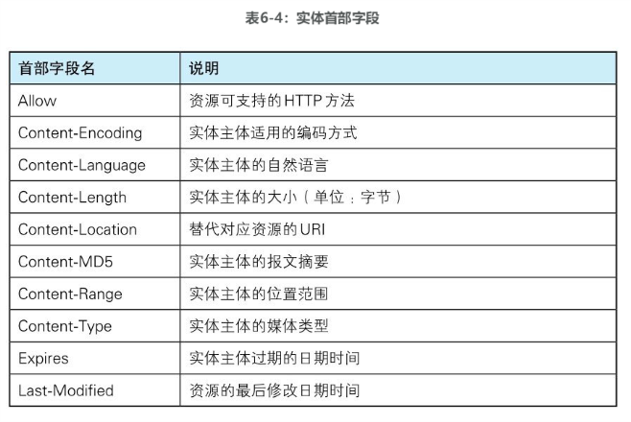 表6-4：实体首部字段
首部字段名 说明
Allow 资源可支持的HTTP方法
Content-Encoding 实体主体适用的编码方式
Content-Language 实体主体的自然语言
Content-Length 实体主体的大小（单位：字节）
Content-Location 替代对应资源的URI
Content-MD5 实体主体的报文摘要
Content-Range 实体主体的位置范围
Content-Type 实体主体的媒体类型
Expires 实体主体过期的日期时间
Last-Modified 资源的最后修改日期时间